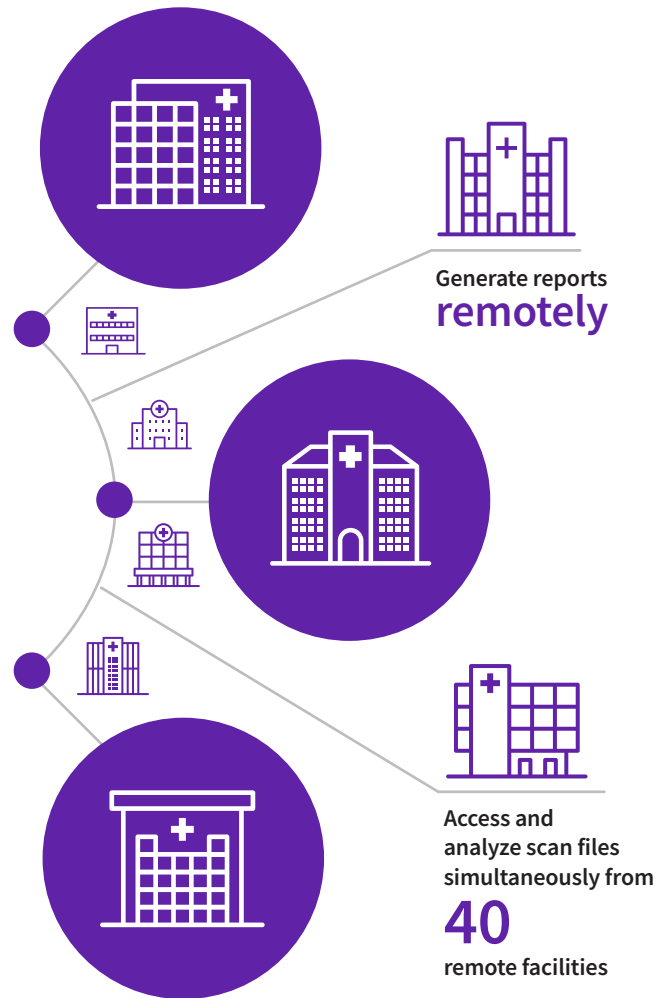 Generate reports
remotely
Access and
analyze scan files
simultaneously from
40
remote facilities